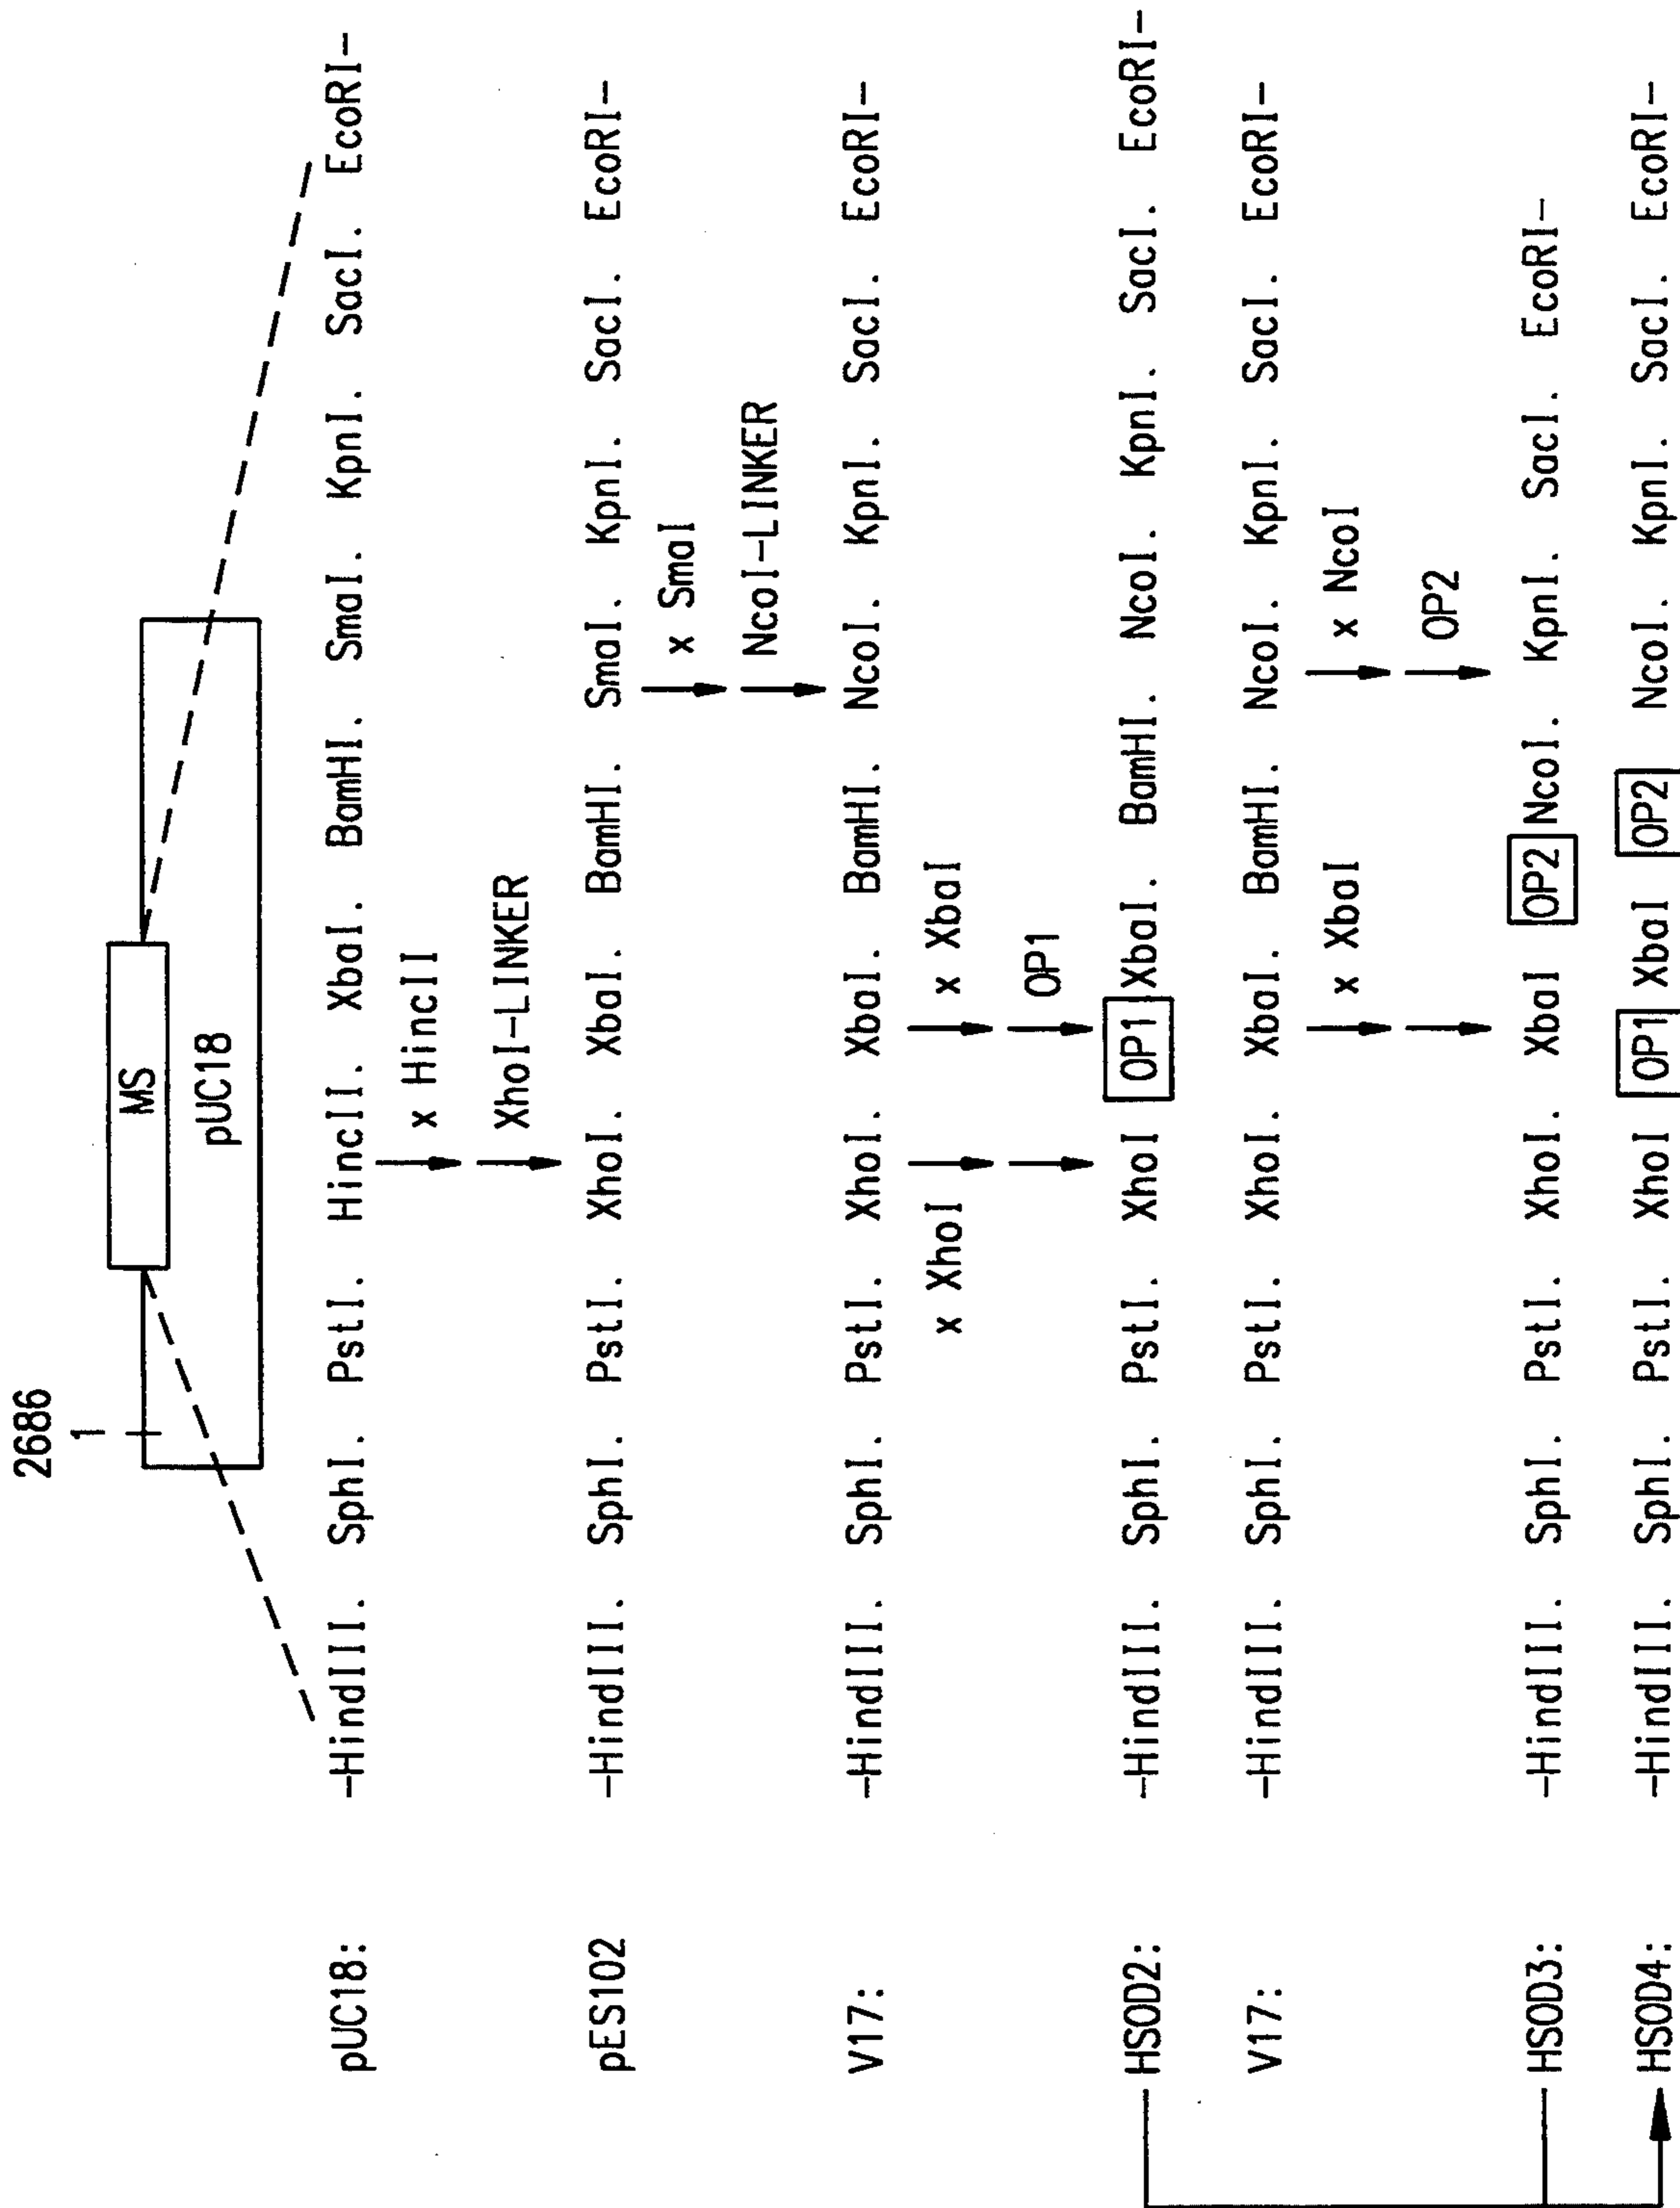 2686
1
MS
pUC18
pUC18: -HindIII. SphI. PstI. HincII. XbaI. BamHI. SmaI. KpnI. SacI. EcoRI-
x HincII
XhoI-LINKER
pES102 -HindIII. SphI. PstI. XhoI. XbaI. BamHI. SmaI. KpnI. SacI. EcoRI-
x SmaI
NcoI-LINKER
V17: -HindIII. SphI. PstI. XhoI. XbaI. BamHI. NcoI. KpnI. SacI. EcoRI-
x XhoI x XbaI
OP1
HSOD2: -HindIII. SphI. PstI. XhoI OP1 XbaI. BamHI. NcoI. KpnI. SacI. EcoRI-
V17: -HindIII. SphI. PstI. XhoI. XbaI. BamHI. NcoI. KpnI. SacI. EcoRI-
x XbaI x NcoI
OP2
HSOD3: -HindIII. SphI. PstI. XhoI. XbaI OP2 NcoI. KpnI. SacI. EcoRI-
HSOD4: -HindIII. SphI. PstI. XhoI OP1 XbaI OP2 NcoI. KpnI. SacI. EcoRI-